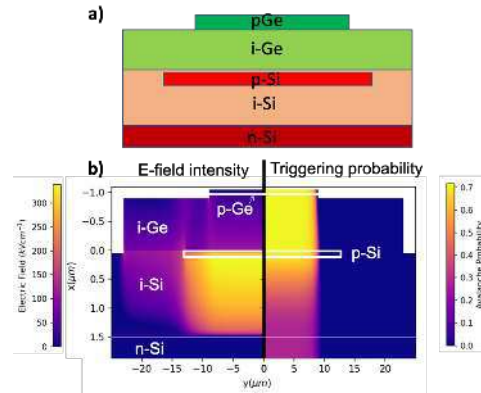 a)
pGe
i-Ge
p-Si
i-Si
n-Si
E-field intensity Triggering probability
b)
i-Ge
p-Ge
p-Si
i-Si
n-Si
Electric Field (kVcm⁻¹)
300
250
200
150
100
50
0
x(μm)
−1.0
−0.5
0.0
0.5
1.0
1.5
−20 −15 −10 −5 0 5 10 15 20
y(μm)
0.7
0.6
0.5
0.4
0.3
0.2
0.1
0.0
Avalanche Probability